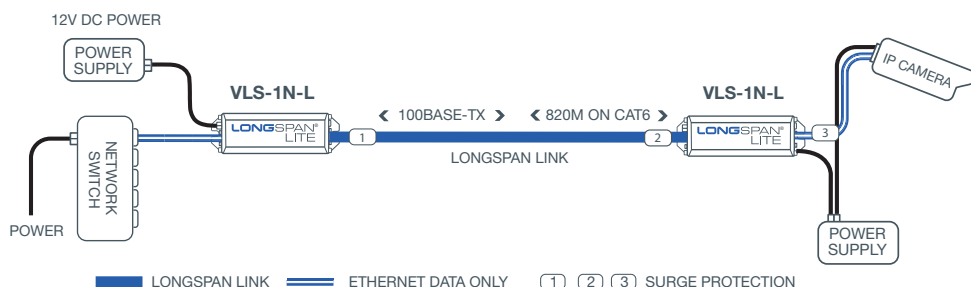 12V DC POWER
POWER
SUPPLY
NETWORK
SWITCH
POWER
VLS-1N-L
LONGSPAN®
LITE
100BASE-TX
820M ON CAT6
1
LONGSPAN LINK
2
VLS-1N-L
LONGSPAN®
LITE
3
IP CAMERA
POWER
SUPPLY
LONGSPAN LINK
ETHERNET DATA ONLY
1 2 3 SURGE PROTECTION